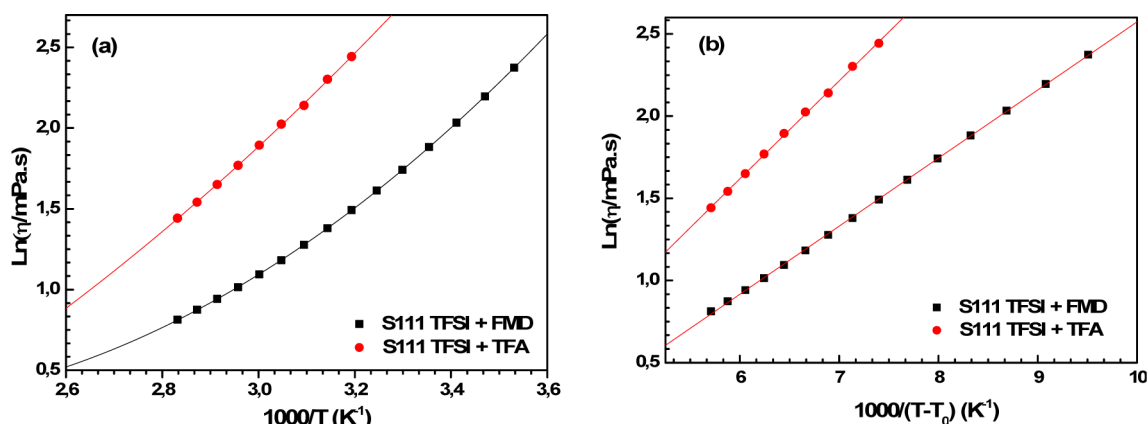 (a)
Ln(η/mPa.s)
2,5
2,0
1,5
1,0
0,5
S111 TFSI + FMD
S111 TFSI + TFA
2,6 2,8 3,0 3,2 3,4 3,6
1000/T (K⁻¹)
(b)
Ln(η/mPa.s)
2,5
2,0
1,5
1,0
0,5
S111 TFSI + FMD
S111 TFSI + TFA
6 7 8 9 10
1000/(T-T₀) (K⁻¹)